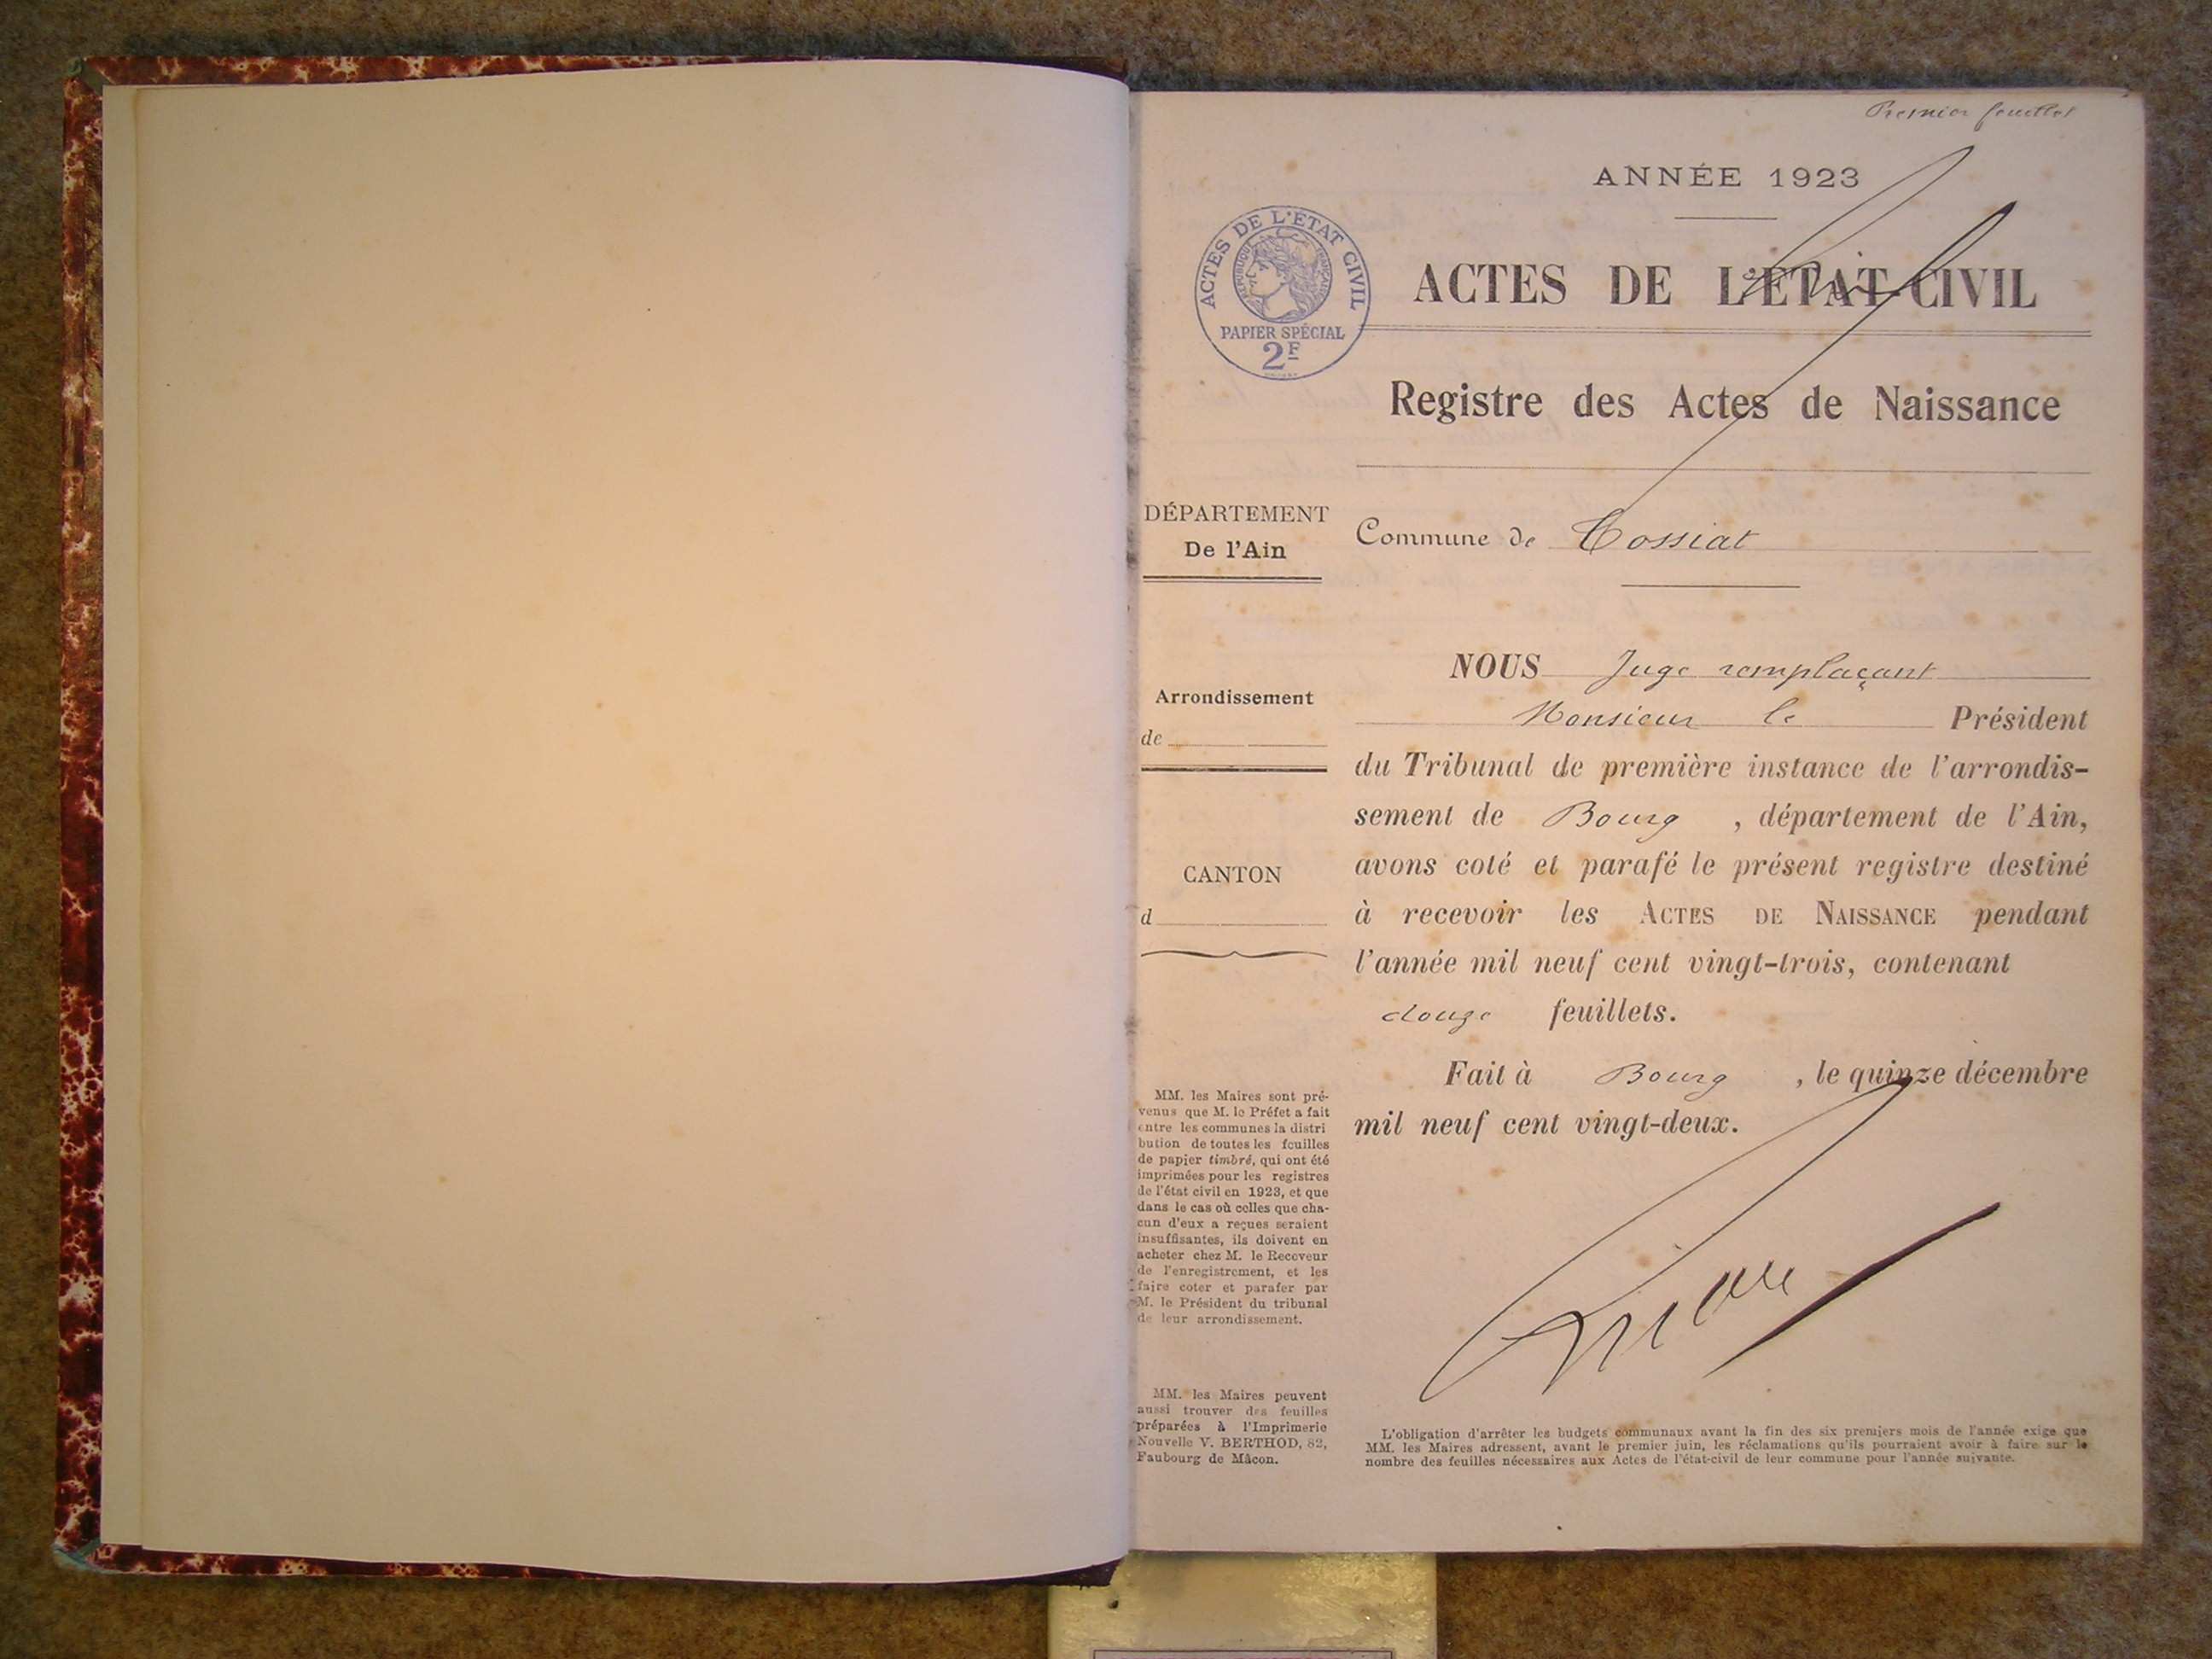 Premier feuillet
ANNÉE 1923
ACTES DE L'ETAT CIVIL
RÉPUBLIQUE FRANÇAISE
PAPIER SPÉCIAL
2F
ACTES DE L'ÉTAT-CIVIL
Registre des Actes de Naissance
DÉPARTEMENT
De l'Ain
Commune de Tossiat
Arrondissement
de
CANTON
d
NOUS Juge remplaçant
Monsieur le Président
du Tribunal de première instance de l'arrondis-
sement de Bourg , département de l'Ain,
avons coté et parafé le présent registre destiné
à recevoir les ACTES DE NAISSANCE pendant
l'année mil neuf cent vingt-trois, contenant
douze feuillets.
Fait à Bourg , le quinze décembre
mil neuf cent vingt-deux.
MM. les Maires sont pré-
venus que M. le Préfet a fait
entre les communes la distri
bution de toutes les feuilles
de papier timbré, qui ont été
imprimées pour les registres
de l'état civil en 1923, et que
dans le cas où celles que cha-
cun d'eux a reçues seraient
insuffisantes, ils doivent en
acheter chez M. le Receveur
de l'enregistrement, et les
faire coter et parafer par
M. le Président du tribunal
de leur arrondissement.
MM. les Maires peuvent
aussi trouver des feuilles
préparées à l'Imprimerie
Nouvelle V. BERTHOD, 82,
Faubourg de Mâcon.
L'obligation d'arrêter les budgets communaux avant la fin des six premiers mois de l'année exige que
MM. les Maires adressent, avant le premier juin, les réclamations qu'ils pourraient avoir à faire sur le
nombre des feuilles nécessaires aux Actes de l'état-civil de leur commune pour l'année suivante.